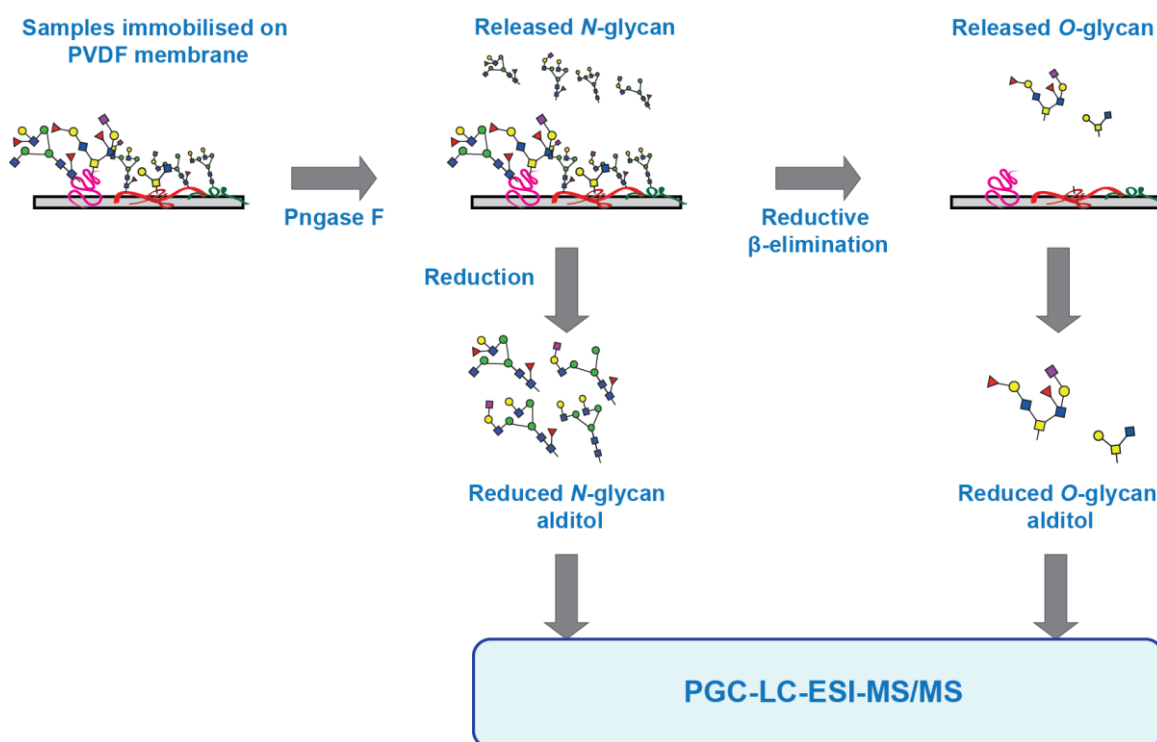 Samples immobilised on
PVDF membrane
Released N-glycan
Released O-glycan
Pngase F
Reductive
β-elimination
Reduction
Reduced N-glycan
alditol
Reduced O-glycan
alditol
PGC-LC-ESI-MS/MS